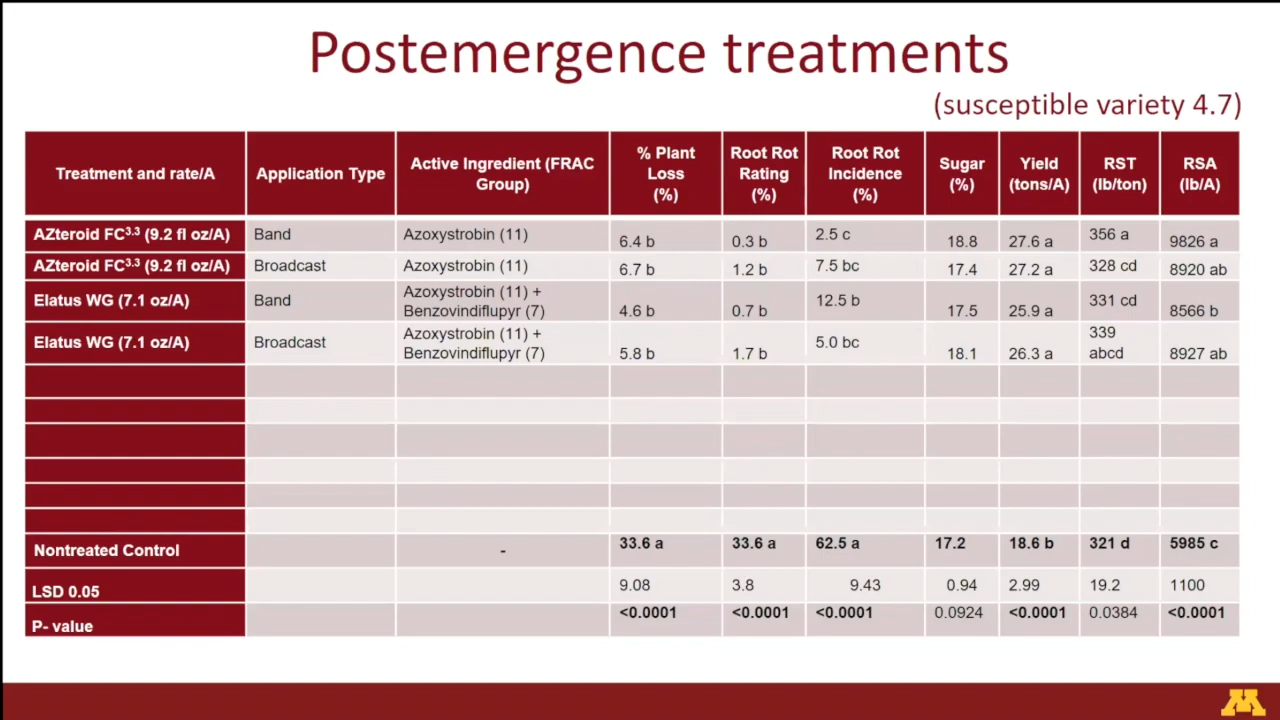 Postemergence treatments
(susceptible variety 4.7)
Treatment and rate/A Application Type Active Ingredient (FRAC Group) % Plant Loss (%) Root Rot Rating (%) Root Rot Incidence (%) Sugar (%) Yield (tons/A) RST (lb/ton) RSA (lb/A)
AZteroid FC3.3 (9.2 fl oz/A) Band Azoxystrobin (11) 6.4 b 0.3 b 2.5 c 18.8 27.6 a 356 a 9826 a
AZteroid FC3.3 (9.2 fl oz/A) Broadcast Azoxystrobin (11) 6.7 b 1.2 b 7.5 bc 17.4 27.2 a 328 cd 8920 ab
Elatus WG (7.1 oz/A) Band Azoxystrobin (11) + Benzovindiflupyr (7) 4.6 b 0.7 b 12.5 b 17.5 25.9 a 331 cd 8566 b
Elatus WG (7.1 oz/A) Broadcast Azoxystrobin (11) + Benzovindiflupyr (7) 5.8 b 1.7 b 5.0 bc 18.1 26.3 a 339 abcd 8927 ab
Nontreated Control - 33.6 a 33.6 a 62.5 a 17.2 18.6 b 321 d 5985 c
LSD 0.05 9.08 3.8 9.43 0.94 2.99 19.2 1100
P- value <0.0001 <0.0001 <0.0001 0.0924 <0.0001 0.0384 <0.0001
M